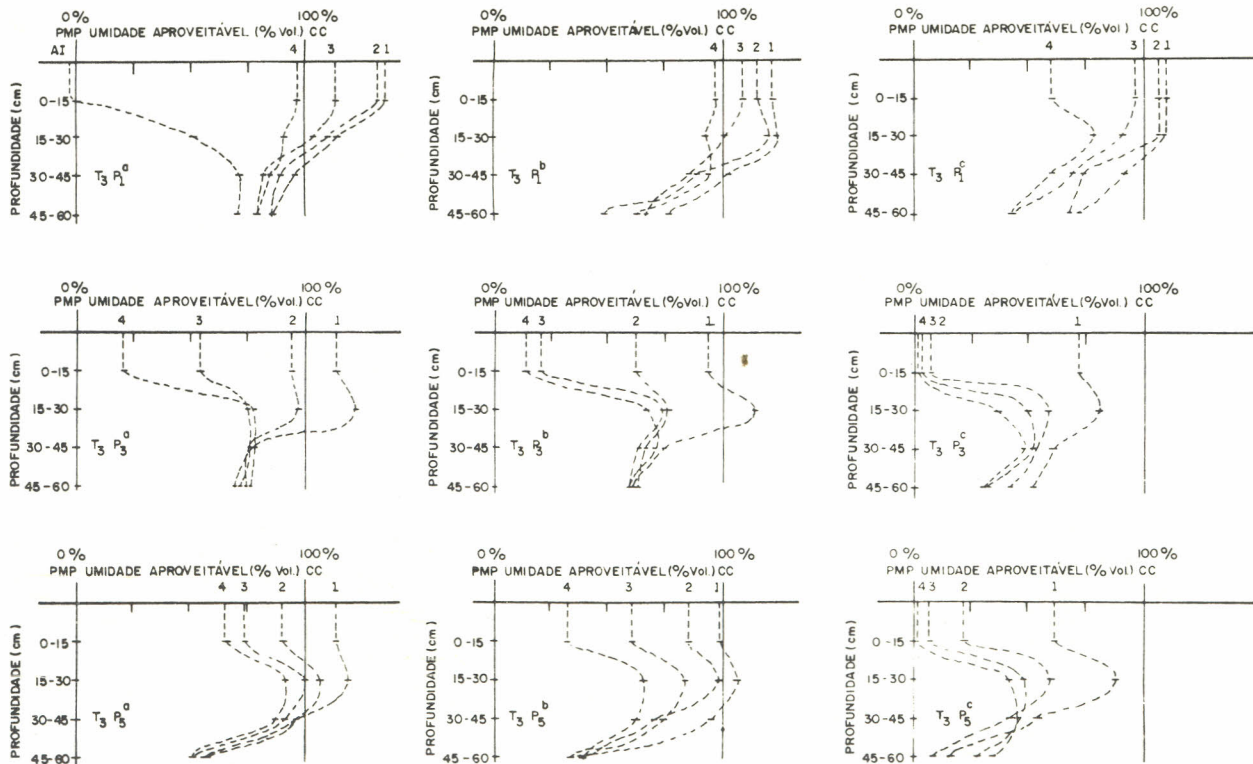 0% 100%
PMP UMIDADE APROVEITÁVEL (% Vol.) CC
AI 4 3 2 1
PROFUNDIDADE (cm)
0-15
15-30
30-45
45-60
T3 P1 a
0% 100%
PMP UMIDADE APROVEITÁVEL (% Vol.) CC
4 3 2 1
PROFUNDIDADE (cm)
0-15
15-30
30-45
45-60
T3 P1 b
0% 100%
PMP UMIDADE APROVEITÁVEL (% Vol.) CC
4 3 2 1
PROFUNDIDADE (cm)
0-15
15-30
30-45
45-60
T3 P1 c
0% 100%
PMP UMIDADE APROVEITÁVEL (% Vol.) CC
4 3 2 1
PROFUNDIDADE (cm)
0-15
15-30
30-45
45-60
T3 P3 a
0% 100%
PMP UMIDADE APROVEITÁVEL (% Vol.) CC
4 3 2 1
PROFUNDIDADE (cm)
0-15
15-30
30-45
45-60
T3 P3 b
0% 100%
PMP UMIDADE APROVEITÁVEL (% Vol.) CC
4 3 2 1
PROFUNDIDADE (cm)
0-15
15-30
30-45
45-60
T3 P3 c
0% 100%
PMP UMIDADE APROVEITÁVEL (% Vol.) CC
4 3 2 1
PROFUNDIDADE (cm)
0-15
15-30
30-45
45-60
T3 P5 a
0% 100%
PMP UMIDADE APROVEITÁVEL (% Vol.) CC
4 3 2 1
PROFUNDIDADE (cm)
0-15
15-30
30-45
45-60
T3 P5 b
0% 100%
PMP UMIDADE APROVEITÁVEL (% Vol.) CC
4 3 2 1
PROFUNDIDADE (cm)
0-15
15-30
30-45
45-60
T3 P5 c